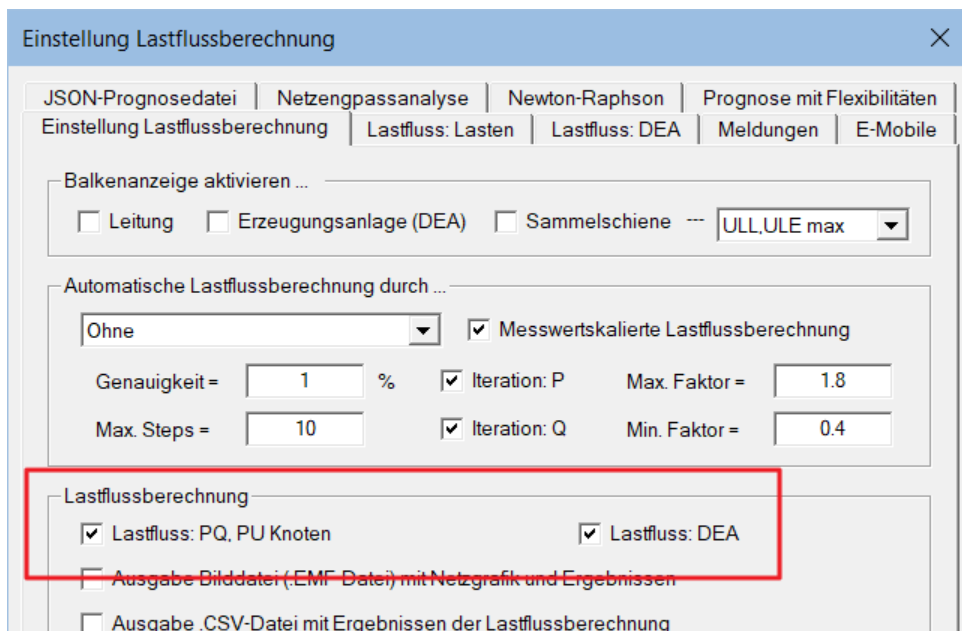 Einstellung Lastflussberechnung
JSON-Prognosedatei Netzengpassanalyse Newton-Raphson Prognose mit Flexibilitäten
Einstellung Lastflussberechnung Lastfluss: Lasten Lastfluss: DEA Meldungen E-Mobile
Balkenanzeige aktivieren ...
Leitung Erzeugungsanlage (DEA) Sammelschiene --- ULL,ULE max
Automatische Lastflussberechnung durch ...
Ohne Messwertskalierte Lastflussberechnung
Genauigkeit = 1 % Iteration: P Max. Faktor = 1.8
Max. Steps = 10 Iteration: Q Min. Faktor = 0.4
Lastflussberechnung
Lastfluss: PQ, PU Knoten Lastfluss: DEA
Ausgabe Bilddatei (.EMF-Datei) mit Netzgrafik und Ergebnissen
Ausgabe .CSV-Datei mit Ergebnissen der Lastflussberechnung